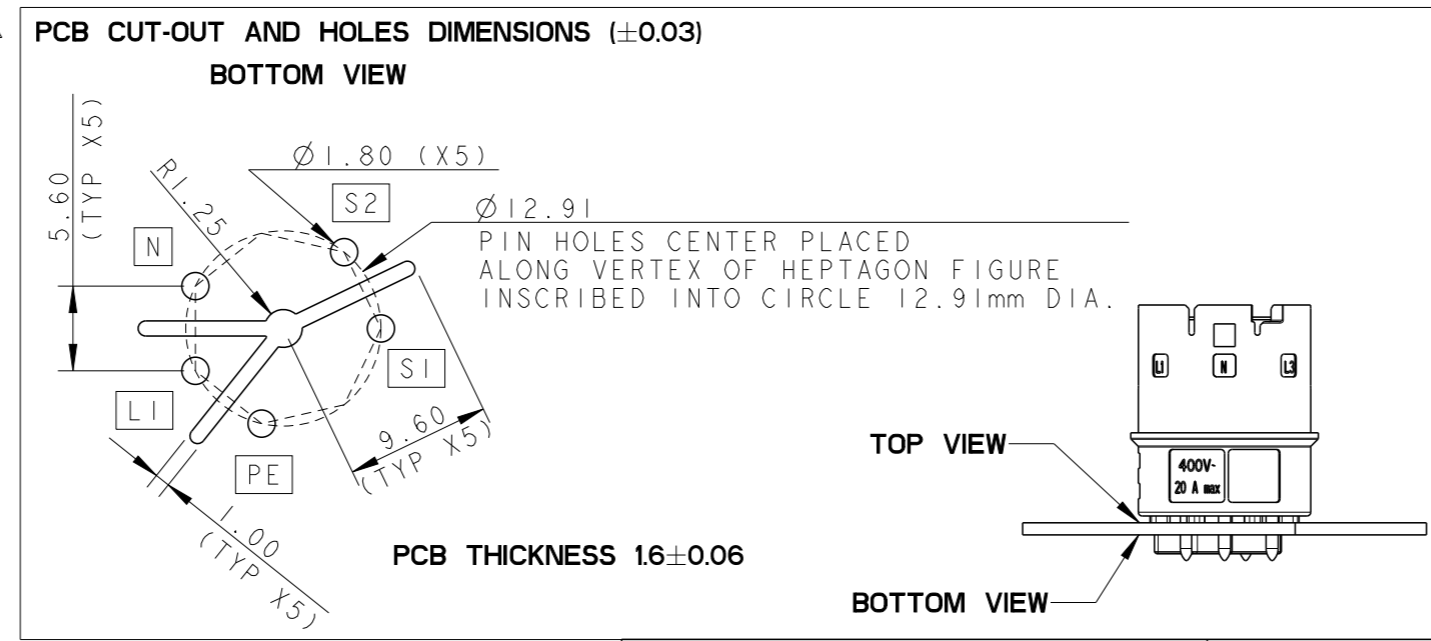 PCB CUT-OUT AND HOLES DIMENSIONS (±0.03)
BOTTOM VIEW
5.60
(TYP X5)
R1.25
Ø1.80 (X5)
S2
Ø12.91
PIN HOLES CENTER PLACED
ALONG VERTEX OF HEPTAGON FIGURE
INSCRIBED INTO CIRCLE 12.91mm DIA.
N
S1
L1
PE
9.60
(TYP X5)
1.00
(TYP X5)
PCB THICKNESS 1.6±0.06
L1
N
L3
TOP VIEW
400V~
20 A max
BOTTOM VIEW